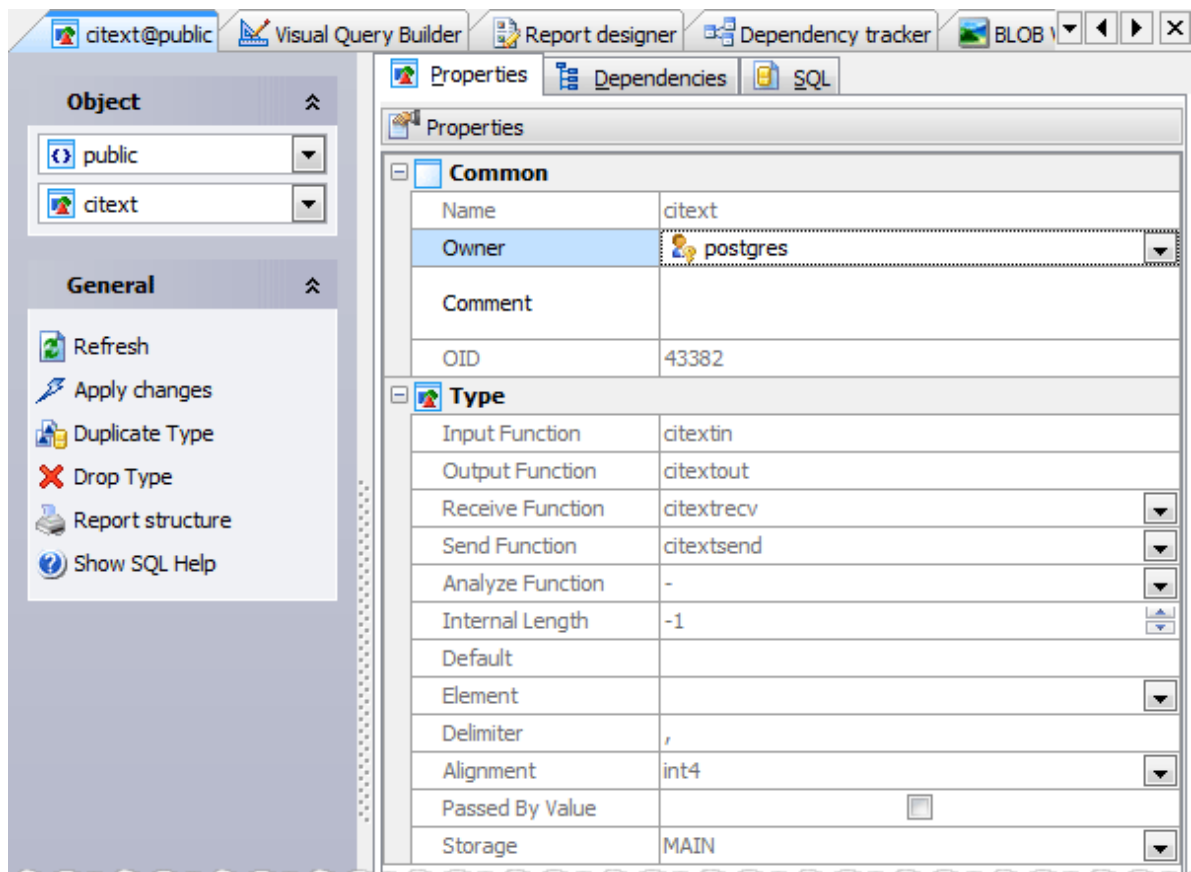 citext@public Visual Query Builder Report designer Dependency tracker BLOB
Properties Dependencies SQL
Object
public
citext
General
Refresh
Apply changes
Duplicate Type
Drop Type
Report structure
Show SQL Help
Properties
Common
Name citext
Owner postgres
Comment
OID 43382
Type
Input Function citextin
Output Function citextout
Receive Function citextrecv
Send Function citextsend
Analyze Function -
Internal Length -1
Default
Element
Delimiter ,
Alignment int4
Passed By Value
Storage MAIN